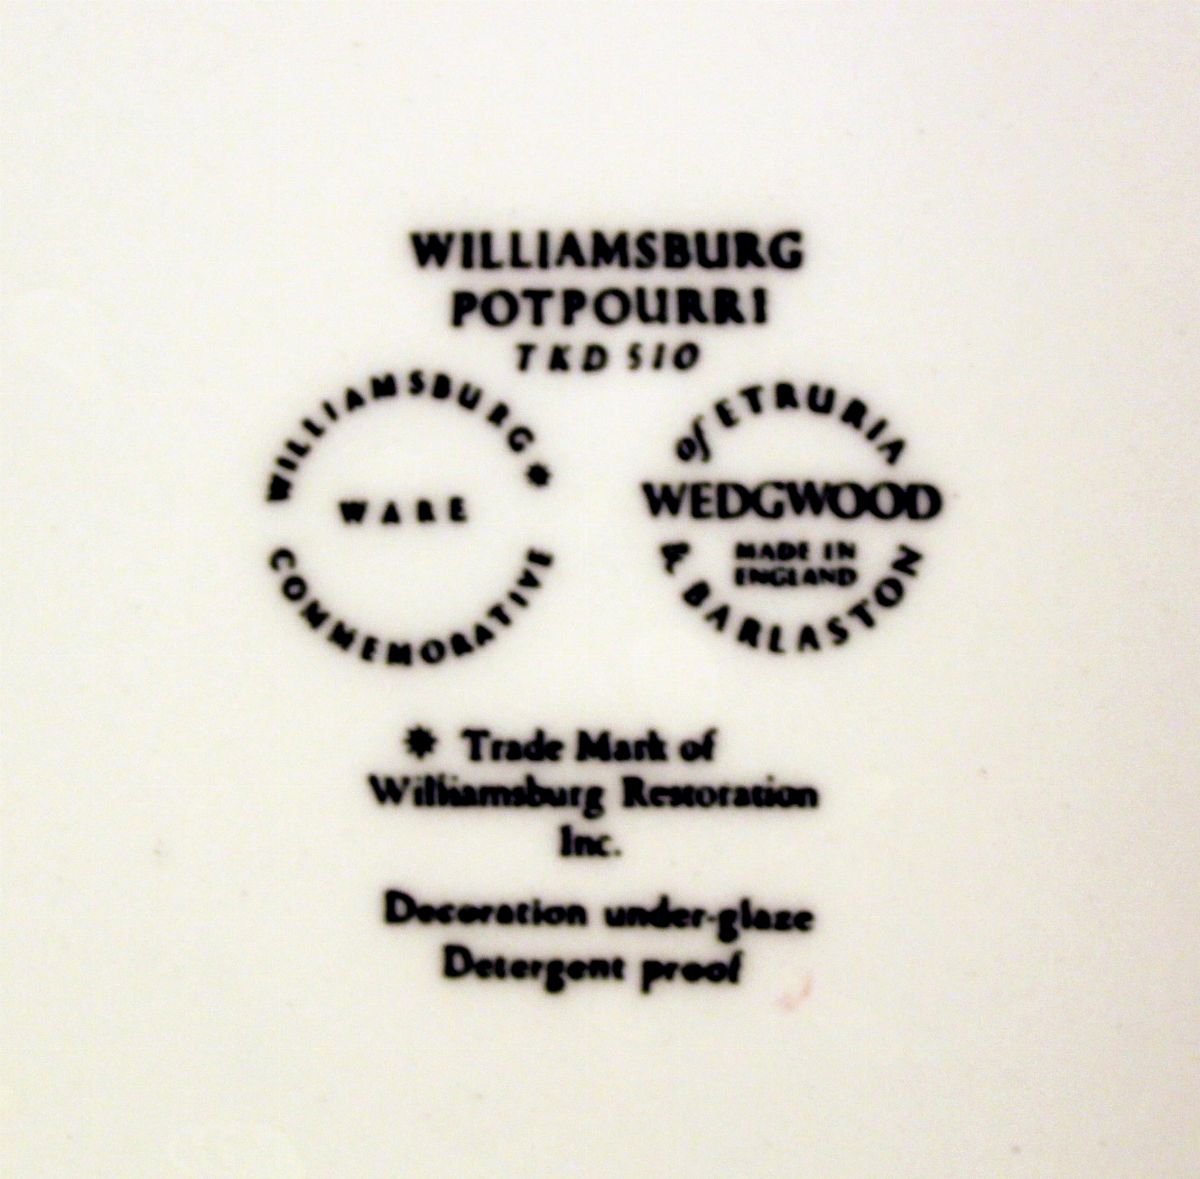 WILLIAMSBURG
POTPOURRI
TKD 510
WILLIAMSBURG *
WARE
COMMEMORATIVE
of ETRURIA
WEDGWOOD
MADE IN
ENGLAND
& BARLASTON
* Trade Mark of
Williamsburg Restoration
Inc.
Decoration under-glaze
Detergent proof